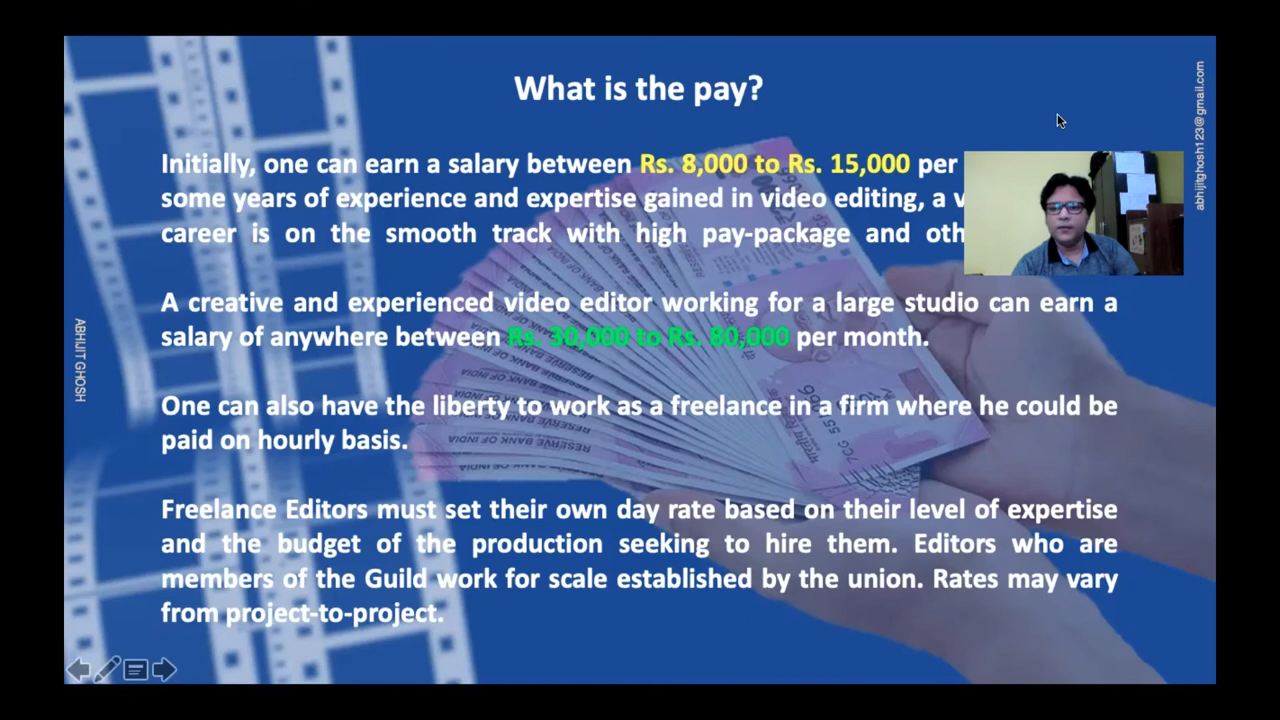 What is the pay?
Initially, one can earn a salary between Rs. 8,000 to Rs. 15,000 per
some years of experience and expertise gained in video editing, a v
career is on the smooth track with high pay-package and oth
A creative and experienced video editor working for a large studio can earn a
salary of anywhere between Rs. 30,000 to Rs. 80,000 per month.
One can also have the liberty to work as a freelance in a firm where he could be
paid on hourly basis.
Freelance Editors must set their own day rate based on their level of expertise
and the budget of the production seeking to hire them. Editors who are
members of the Guild work for scale established by the union. Rates may vary
from project-to-project.
ABHIJIT GHOSH
abhijitghosh123@gmail.com